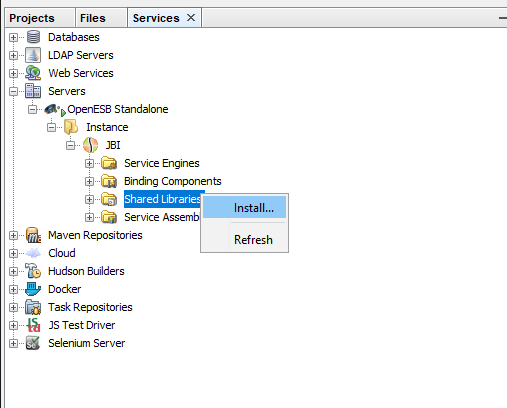 Projects Files Services
Databases
LDAP Servers
Web Services
Servers
OpenESB Standalone
Instance
JBI
Service Engines
Binding Components
Shared Libraries
Install...
Service Assemb
Refresh
Maven Repositories
Cloud
Hudson Builders
Docker
Task Repositories
JS Test Driver
Selenium Server